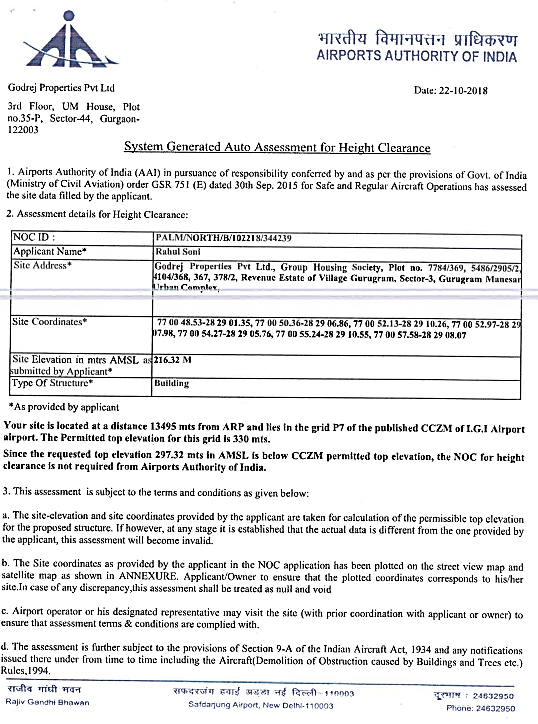 भारतीय विमानपत्तन प्राधिकरण
AIRPORTS AUTHORITY OF INDIA
Godrej Properties Pvt Ltd
Date: 22-10-2018
3rd Floor, UM House, Plot
no.35-P, Sector-44, Gurgaon-
122003
System Generated Auto Assessment for Height Clearance
1. Airports Authority of India (AAI) in pursuance of responsibility conferred by and as per the provisions of Govt. of India
(Ministry of Civil Aviation) order GSR 751 (E) dated 30th Sep. 2015 for Safe and Regular Aircraft Operations has assessed
the site data filled by the applicant.
2. Assessment details for Height Clearance:
NOC ID : PALM/NORTH/B/102218/344239
Applicant Name* Rahul Soni
Site Address* Godrej Properties Pvt Ltd., Group Housing Society, Plot no. 7784/369, 5486/2905/2,
4104/368, 367, 378/2, Revenue Estate of Village Gurugram, Sector-3, Gurugram Manesar
Urban Complex,
Site Coordinates* 77 00 48.53-28 29 01.35, 77 00 50.36-28 29 06.86, 77 00 52.13-28 29 10.26, 77 00 52.97-28 29
07.98, 77 00 54.27-28 29 05.76, 77 00 55.24-28 29 10.55, 77 00 57.58-28 29 08.07
Site Elevation in mtrs AMSL as 216.32 M
submitted by Applicant*
Type Of Structure* Building
*As provided by applicant
Your site is located at a distance 13495 mts from ARP and lies in the grid P7 of the published CCZM of I.G.I Airport
airport. The Permitted top elevation for this grid is 330 mts.
Since the requested top elevation 297.32 mts in AMSL is below CCZM permitted top elevation, the NOC for height
clearance is not required from Airports Authority of India.
3. This assessment is subject to the terms and conditions as given below:
a. The site-elevation and site coordinates provided by the applicant are taken for calculation of the permissible top elevation
for the proposed structure. If however, at any stage it is established that the actual data is different from the one provided by
the applicant, this assessment will become invalid.
b. The Site coordinates as provided by the applicant in the NOC application has been plotted on the street view map and
satellite map as shown in ANNEXURE. Applicant/Owner to ensure that the plotted coordinates corresponds to his/her
site.In case of any discrepancy,this assessment shall be treated as null and void
c. Airport operator or his designated representative may visit the site (with prior coordination with applicant or owner) to
ensure that assessment terms & conditions are complied with.
d. The assessment is further subject to the provisions of Section 9-A of the Indian Aircraft Act, 1934 and any notifications
issued there under from time to time including the Aircraft(Demolition of Obstruction caused by Buildings and Trees etc.)
Rules,1994.
राजीव गांधी भवन
Rajiv Gandhi Bhawan
सफदरजंग हवाई अड्डा नई दिल्ली-110003
Safdarjung Airport, New Delhi-110003
दूरभाष : 24632950
Phone: 24632950